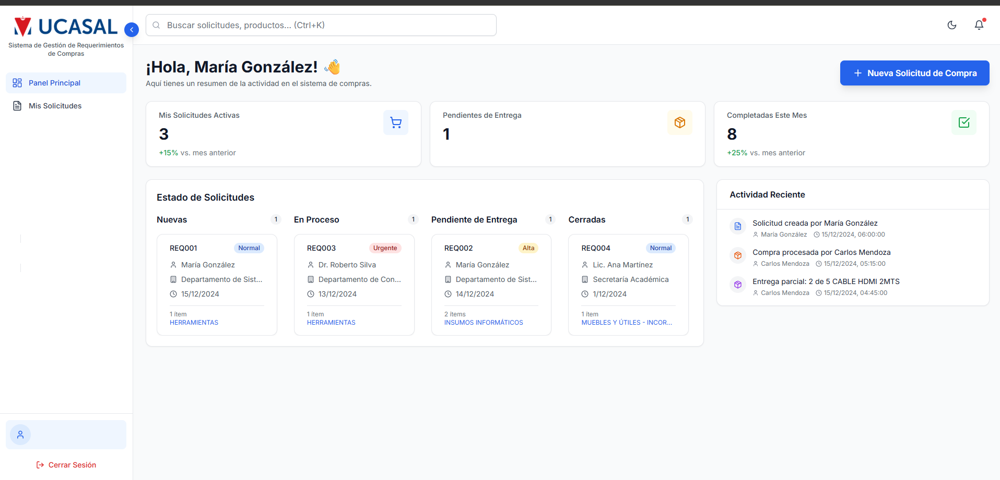 UCASAL
Sistema de Gestión de Requerimientos
de Compras
Panel Principal
Mis Solicitudes
Cerrar Sesión
Buscar solicitudes, productos... (Ctrl+K)
¡Hola, María González! 👋
Aquí tienes un resumen de la actividad en el sistema de compras.
Nueva Solicitud de Compra
Mis Solicitudes Activas
3
+15% vs. mes anterior
Pendientes de Entrega
1
Completadas Este Mes
8
+25% vs. mes anterior
Estado de Solicitudes
Nuevas 1
REQ001 Normal
María González
Departamento de Sist...
15/12/2024
1 ítem
HERRAMIENTAS
En Proceso 1
REQ003 Urgente
Dr. Roberto Silva
Departamento de Con...
13/12/2024
1 ítem
HERRAMIENTAS
Pendiente de Entrega 1
REQ002 Alta
María González
Departamento de Sist...
14/12/2024
2 ítems
INSUMOS INFORMÁTICOS
Cerradas 1
REQ004 Normal
Lic. Ana Martínez
Secretaría Académica
1/12/2024
1 ítem
MUEBLES Y ÚTILES - INCOR...
Actividad Reciente
Solicitud creada por María González
María González 15/12/2024, 06:00:00
Compra procesada por Carlos Mendoza
Carlos Mendoza 15/12/2024, 05:15:00
Entrega parcial: 2 de 5 CABLE HDMI 2MTS
Carlos Mendoza 15/12/2024, 04:45:00